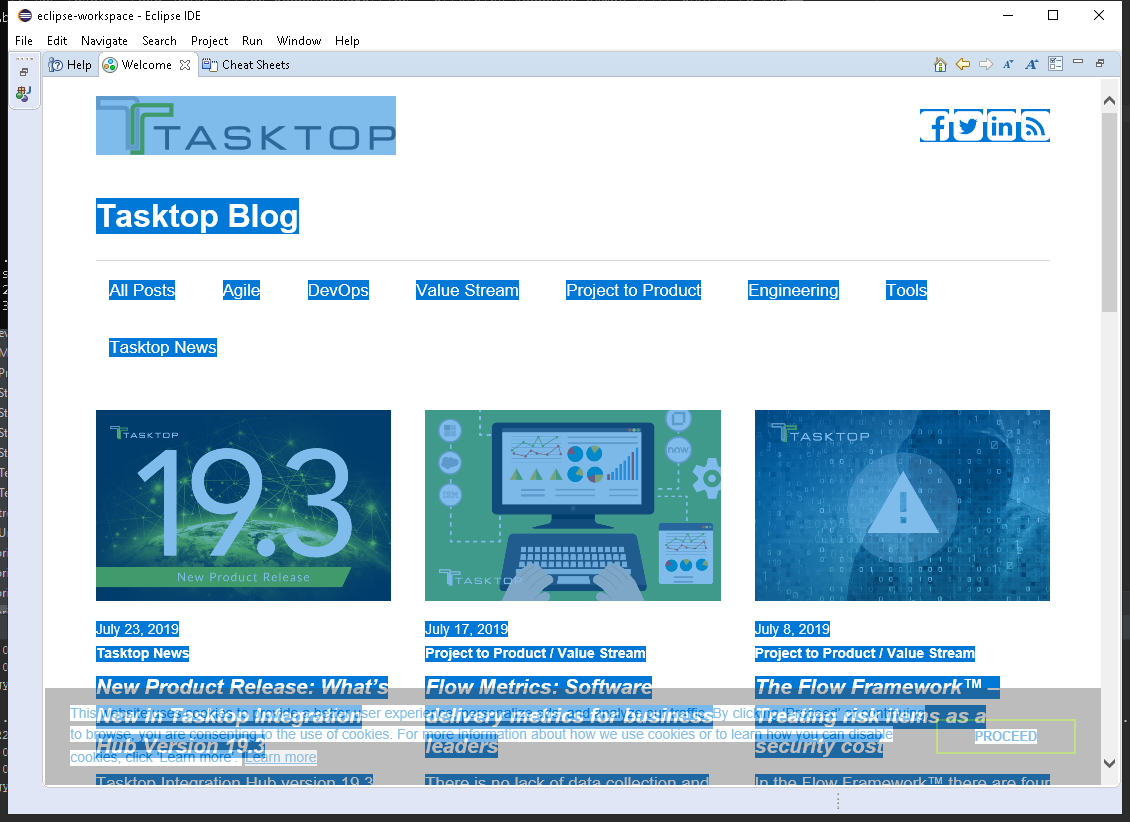 eclipse-workspace - Eclipse IDE
File Edit Navigate Search Project Run Window Help
Help Welcome Cheat Sheets
TASKTOP
Tasktop Blog
All Posts Agile DevOps Value Stream Project to Product Engineering Tools
Tasktop News
TASKTOP
19.3
New Product Release
now
IBM
TASKTOP
TASKTOP
July 23, 2019
Tasktop News
New Product Release: What's
New in Tasktop Integration
Hub Version 19.3
Tasktop Integration Hub version 19.3
July 17, 2019
Project to Product / Value Stream
Flow Metrics: Software
delivery metrics for business
leaders
There is no lack of data collection and
July 8, 2019
Project to Product / Value Stream
The Flow Framework™ –
Treating risk items as a
security cost
In the Flow Framework™ there are four
This website uses cookies to provide a better user experience, personalize ads, and analyze our traffic. By clicking
to browse, you are consenting to the use of cookies. For more information about how we use cookies or to learn how you can disable
cookies, click 'Learn more'. Learn more
PROCEED